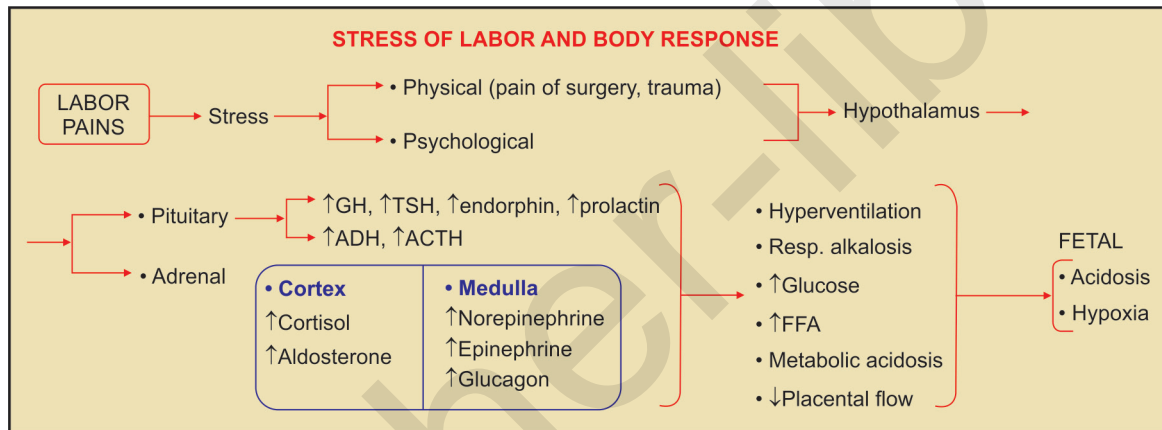 STRESS OF LABOR AND BODY RESPONSE
LABOR
PAINS
Stress
• Physical (pain of surgery, trauma)
• Psychological
Hypothalamus
• Pituitary
• Adrenal
↑GH, ↑TSH, ↑endorphin, ↑prolactin
↑ADH, ↑ACTH
• Cortex
↑Cortisol
↑Aldosterone
• Medulla
↑Norepinephrine
↑Epinephrine
↑Glucagon
• Hyperventilation
• Resp. alkalosis
• ↑Glucose
• ↑FFA
• Metabolic acidosis
• ↓Placental flow
FETAL
• Acidosis
• Hypoxia
her-lib